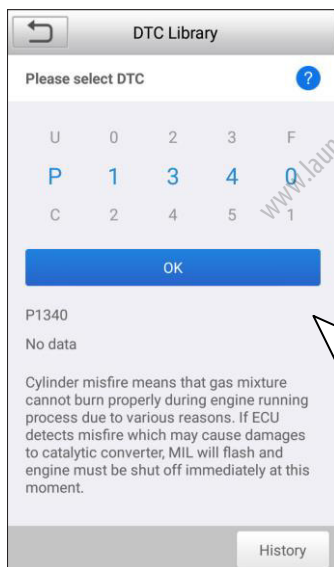 DTC Library
Please select DTC
?
U 0 2 3 F
P 1 3 4 0
C 2 4 5 1
OK
P1340
No data
Cylinder misfire means that gas mixture
cannot burn properly during engine running
process due to various reasons. If ECU
detects misfire which may cause damages
to catalytic converter, MIL will flash and
engine must be shut off immediately at this
moment.
History